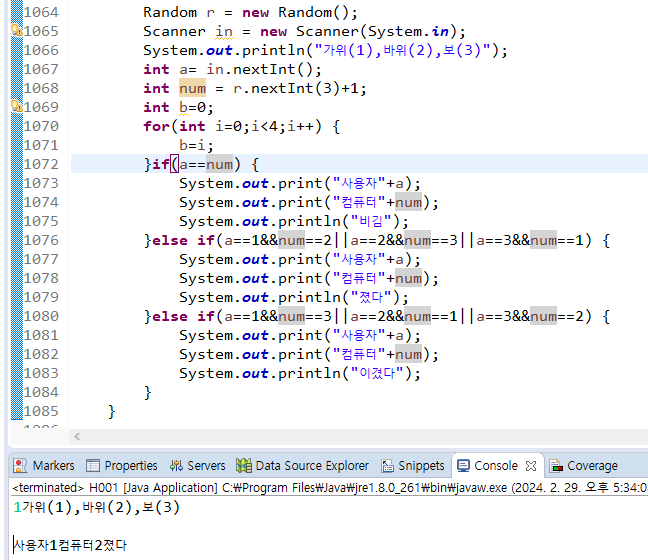 1064 Random r = new Random();
1065 Scanner in = new Scanner(System.in);
1066 System.out.println("가위(1),바위(2),보(3)");
1067 int a= in.nextInt();
1068 int num = r.nextInt(3)+1;
1069 int b=0;
1070 for(int i=0;i<4;i++) {
1071 b=i;
1072 }if(a==num) {
1073 System.out.print("사용자"+a);
1074 System.out.print("컴퓨터"+num);
1075 System.out.println("비김");
1076 }else if(a==1&&num==2||a==2&&num==3||a==3&&num==1) {
1077 System.out.print("사용자"+a);
1078 System.out.print("컴퓨터"+num);
1079 System.out.println("졌다");
1080 }else if(a==1&&num==3||a==2&&num==1||a==3&&num==2) {
1081 System.out.print("사용자"+a);
1082 System.out.print("컴퓨터"+num);
1083 System.out.println("이겼다");
1084 }
1085 }
Markers Properties Servers Data Source Explorer Snippets Console Coverage
<terminated> H001 [Java Application] C:₩Program Files₩Java₩jre1.8.0_261₩bin₩javaw.exe (2024. 2. 29. 오후 5:34:0
1가위(1),바위(2),보(3)
사용자1컴퓨터2졌다